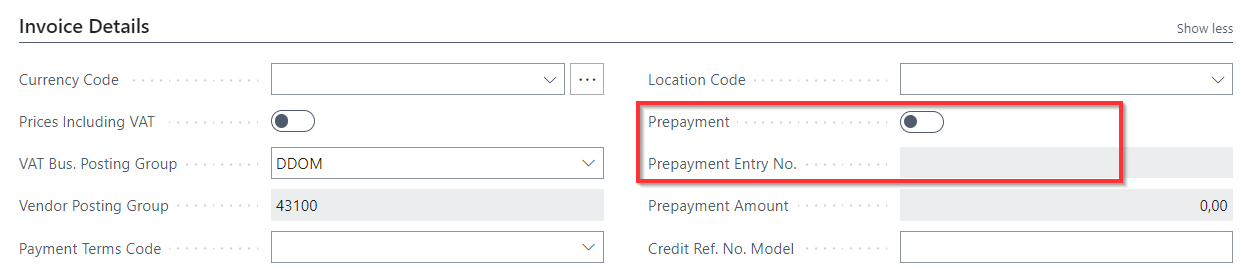 Invoice Details
Show less
Currency Code
Prices Including VAT
VAT Bus. Posting Group DDOM
Vendor Posting Group 43100
Payment Terms Code
Location Code
Prepayment
Prepayment Entry No.
Prepayment Amount 0,00
Credit Ref. No. Model